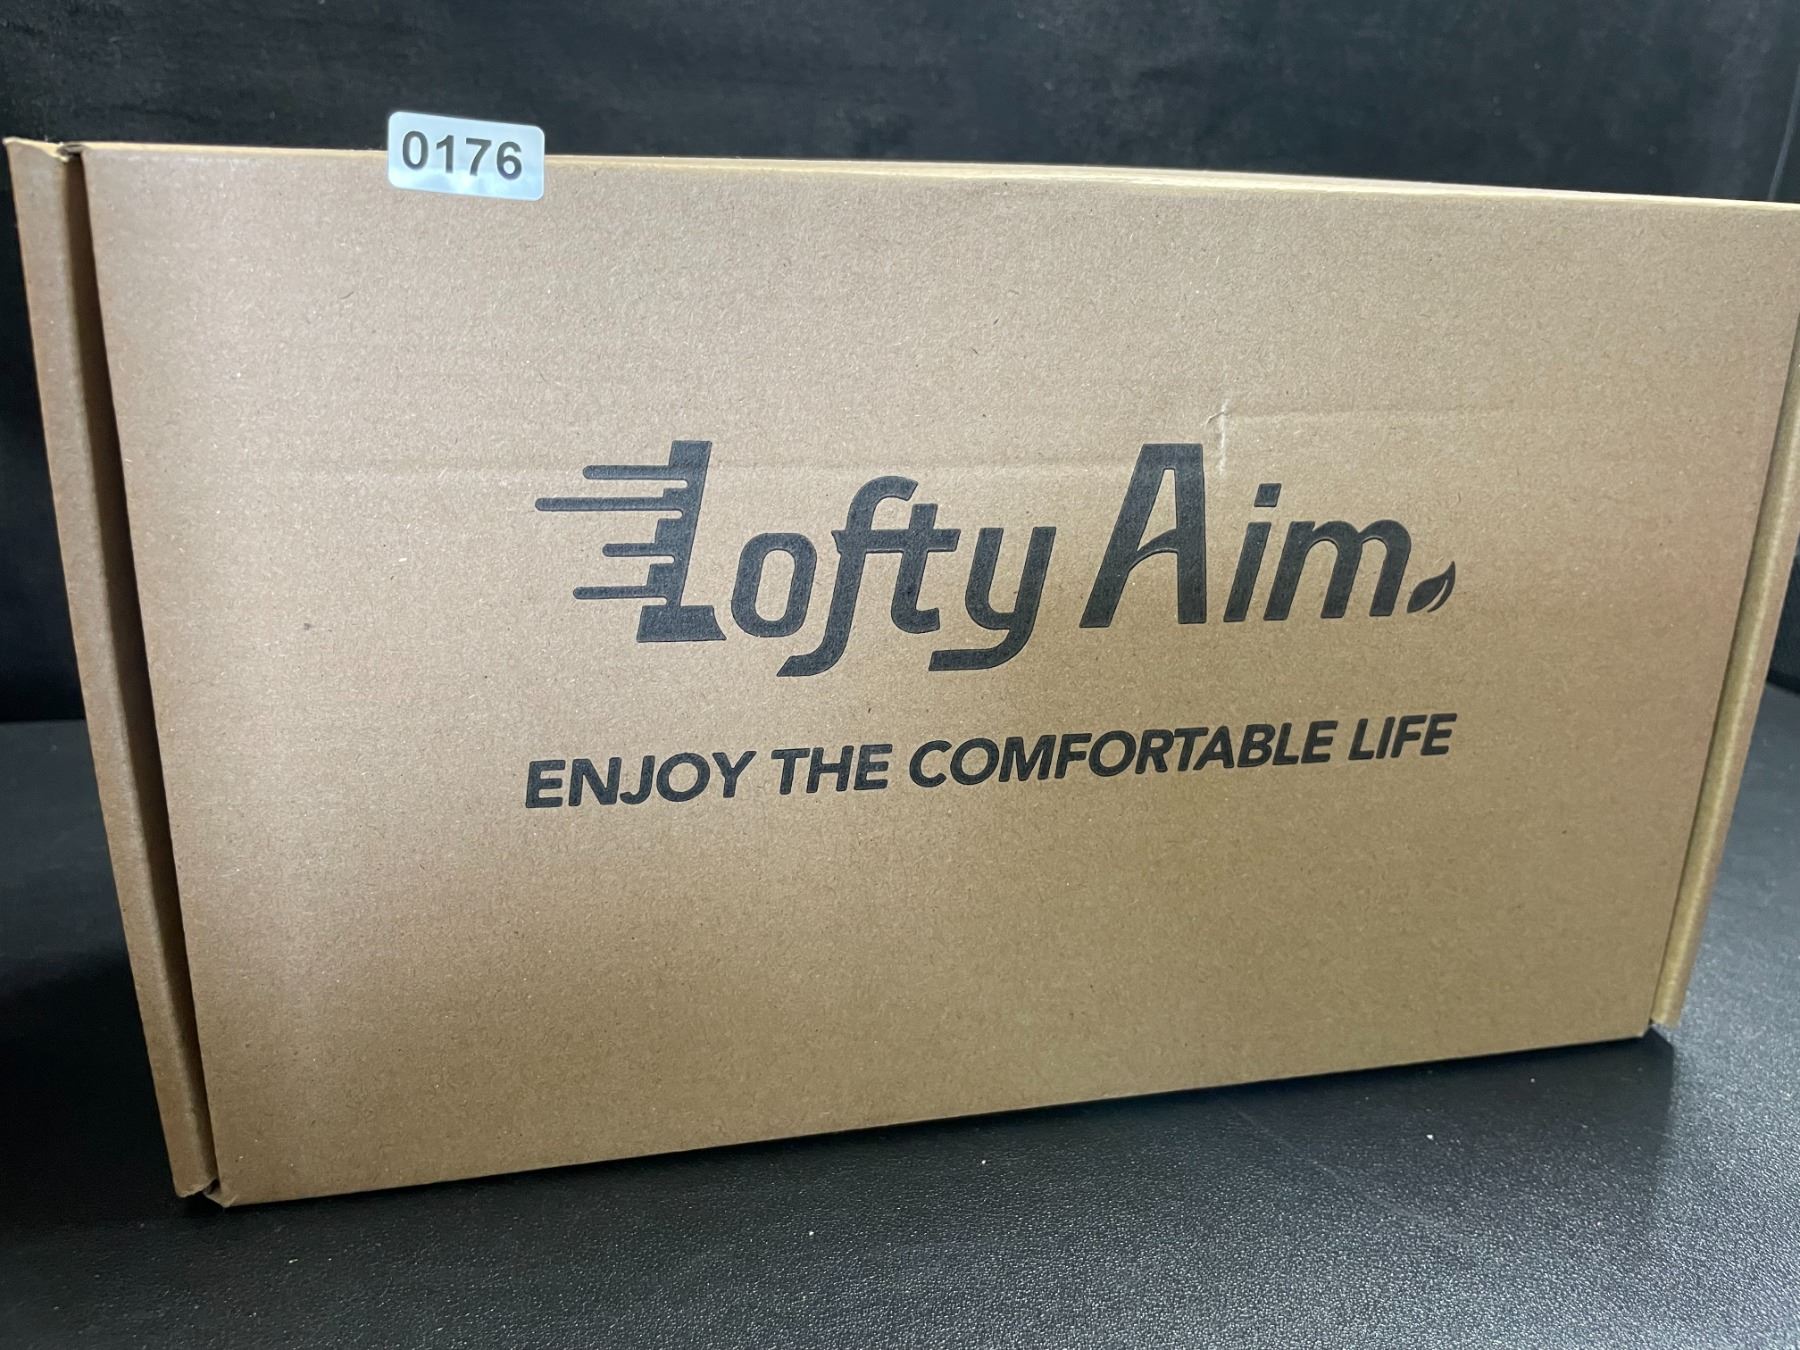 0176
Lofty Aim
ENJOY THE COMFORTABLE LIFE